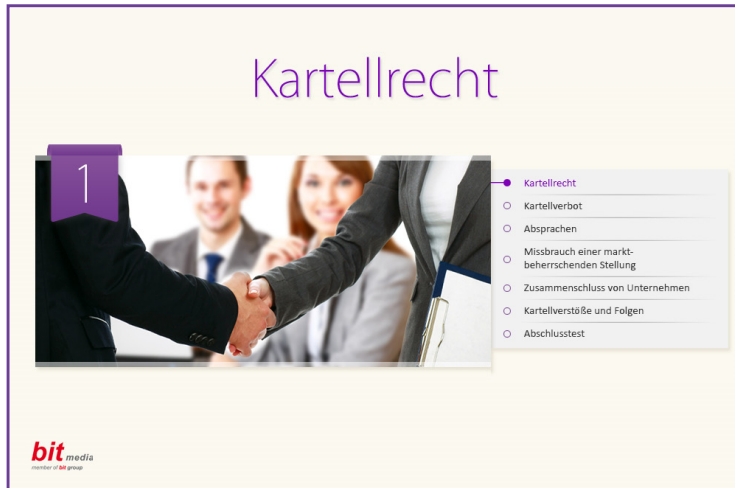 Kartellrecht
1
Kartellrecht
Kartellverbot
Absprachen
Missbrauch einer markt-
beherrschenden Stellung
Zusammenschluss von Unternehmen
Kartellverstöße und Folgen
Abschlusstest
bit media
member of bit group